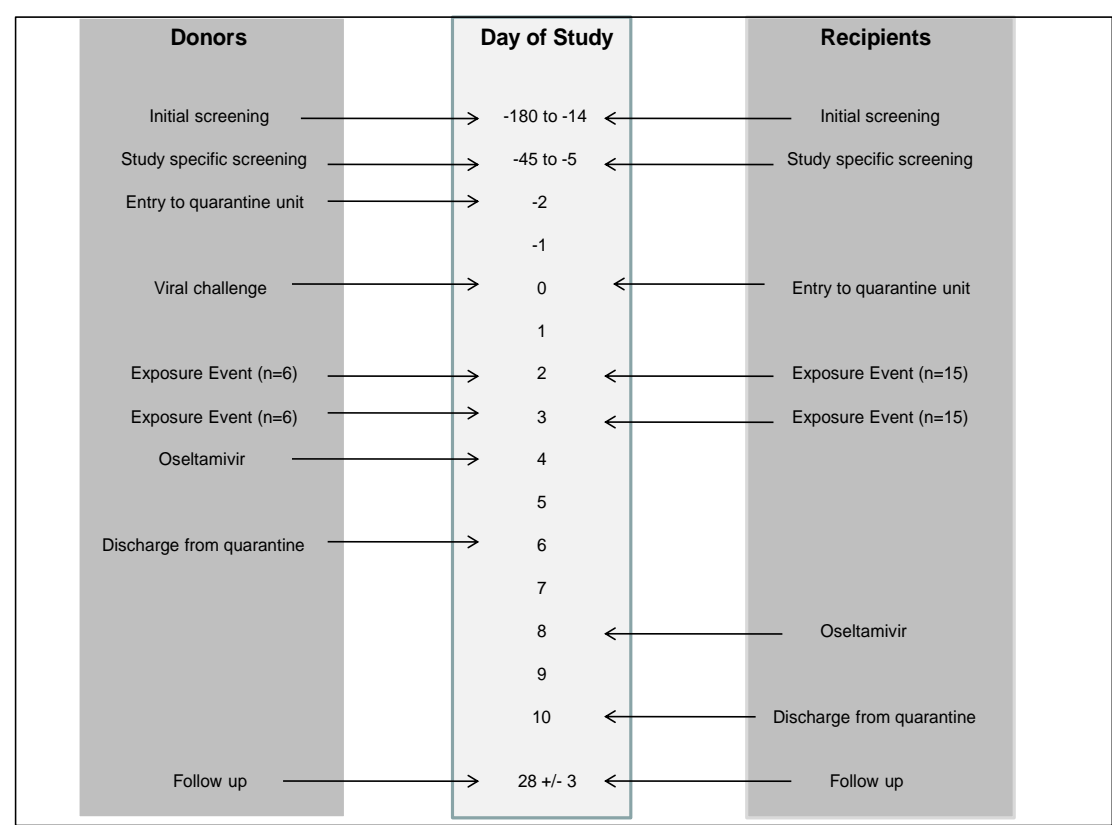 Donors Day of Study Recipients
Initial screening -180 to -14 Initial screening
Study specific screening -45 to -5 Study specific screening
Entry to quarantine unit -2
-1
Viral challenge 0 Entry to quarantine unit
1
Exposure Event (n=6) 2 Exposure Event (n=15)
Exposure Event (n=6) 3 Exposure Event (n=15)
Oseltamivir 4
5
Discharge from quarantine 6
7
8 Oseltamivir
9
10 Discharge from quarantine
Follow up 28 +/- 3 Follow up